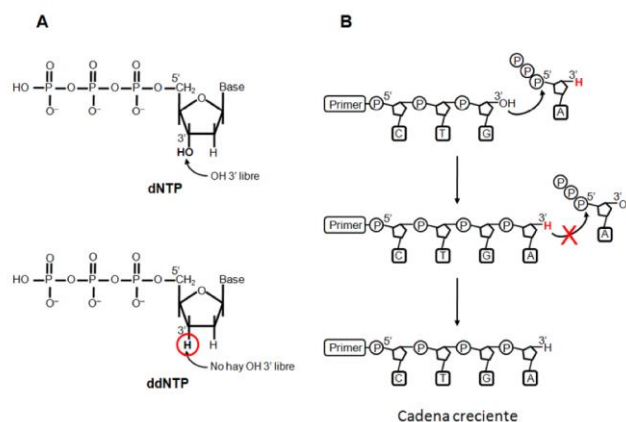 A
O O O
HO–P–O–P–O–P–O–CH₂ Base
O⁻ O⁻ O⁻
5'
O
3'
HO H
OH 3' libre
dNTP
O O O
HO–P–O–P–O–P–O–CH₂ Base
O⁻ O⁻ O⁻
5'
O
3'
H H
No hay OH 3' libre
ddNTP
B
P P P 5' 3' H
A
Primer P 5' P P 3' OH
C T G
P P P 5' 3' O
A
Primer P 5' P P P 3' H
C T G A
Primer P 5' P P P 3' H
C T G A
Cadena creciente